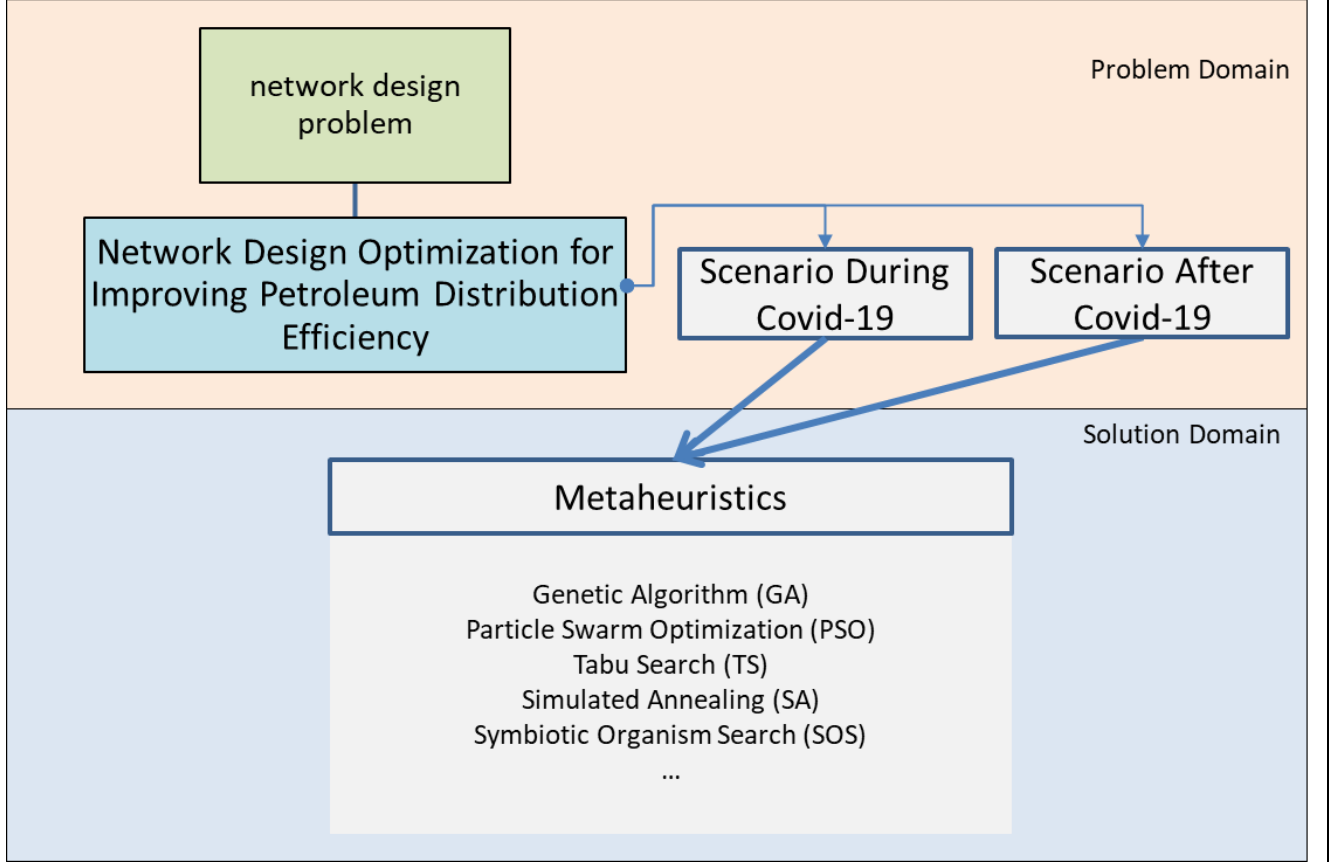 Problem Domain
network design
problem
Network Design Optimization for
Improving Petroleum Distribution
Efficiency
Scenario During
Covid-19
Scenario After
Covid-19
Solution Domain
Metaheuristics
Genetic Algorithm (GA)
Particle Swarm Optimization (PSO)
Tabu Search (TS)
Simulated Annealing (SA)
Symbiotic Organism Search (SOS)
...